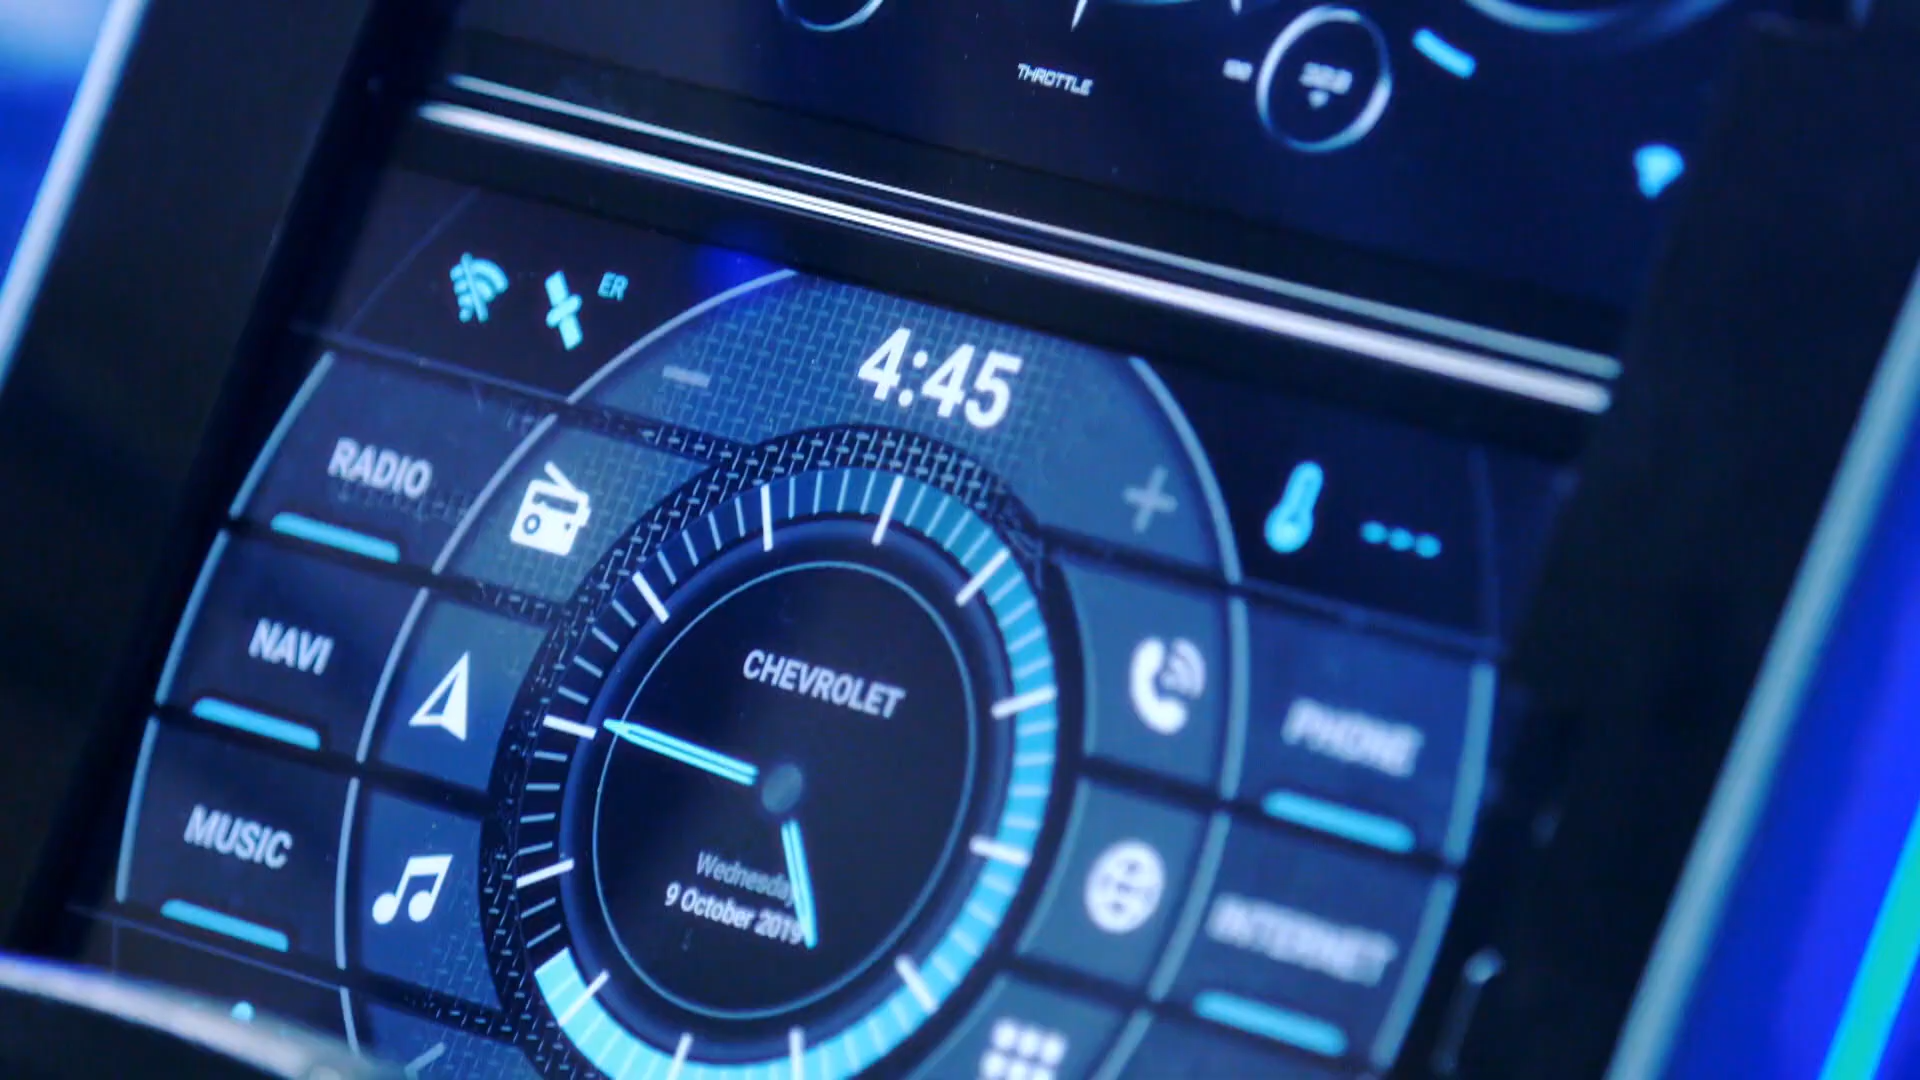 THROTTLE
ER
4:45
RADIO
NAVI
CHEVROLET
PHONE
MUSIC
Wednesday
9 October 2019
INTERNET